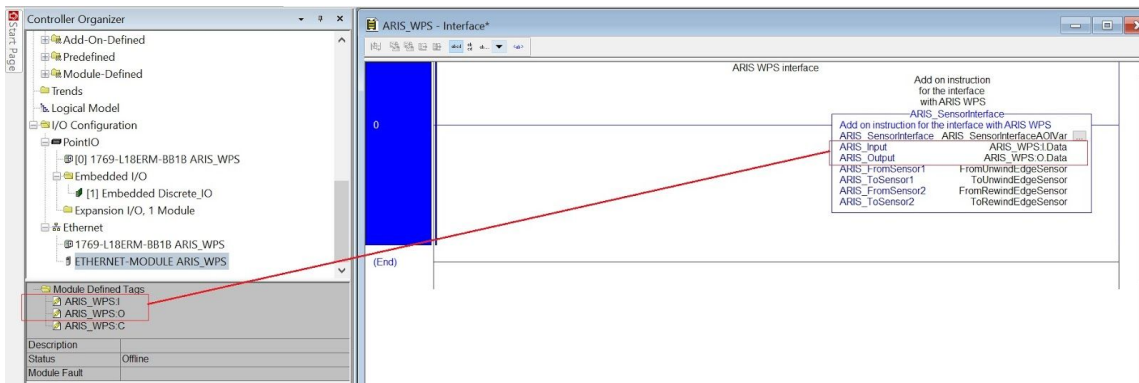 Start Page
Controller Organizer
Add-On-Defined
Predefined
Module-Defined
Trends
Logical Model
I/O Configuration
PointIO
[0] 1769-L18ERM-BB1B ARIS_WPS
Embedded I/O
[1] Embedded Discrete_IO
Expansion I/O, 1 Module
Ethernet
1769-L18ERM-BB1B ARIS_WPS
ETHERNET-MODULE ARIS_WPS
Module Defined Tags
ARIS_WPS:I
ARIS_WPS:O
ARIS_WPS:C
Description
Status Offline
Module Fault
ARIS_WPS - Interface*
ARIS WPS interface
Add on instruction
for the interface
with ARIS WPS
0
ARIS_SensorInterface
Add on instruction for the interface with ARIS WPS
ARIS_SensorInterface ARIS_SensorInterfaceAOIVar ...
ARIS_Input ARIS_WPS:I.Data
ARIS_Output ARIS_WPS:O.Data
ARIS_FromSensor1 FromUnwindEdgeSensor
ARIS_ToSensor1 ToUnwindEdgeSensor
ARIS_FromSensor2 FromRewindEdgeSensor
ARIS_ToSensor2 ToRewindEdgeSensor
(End)